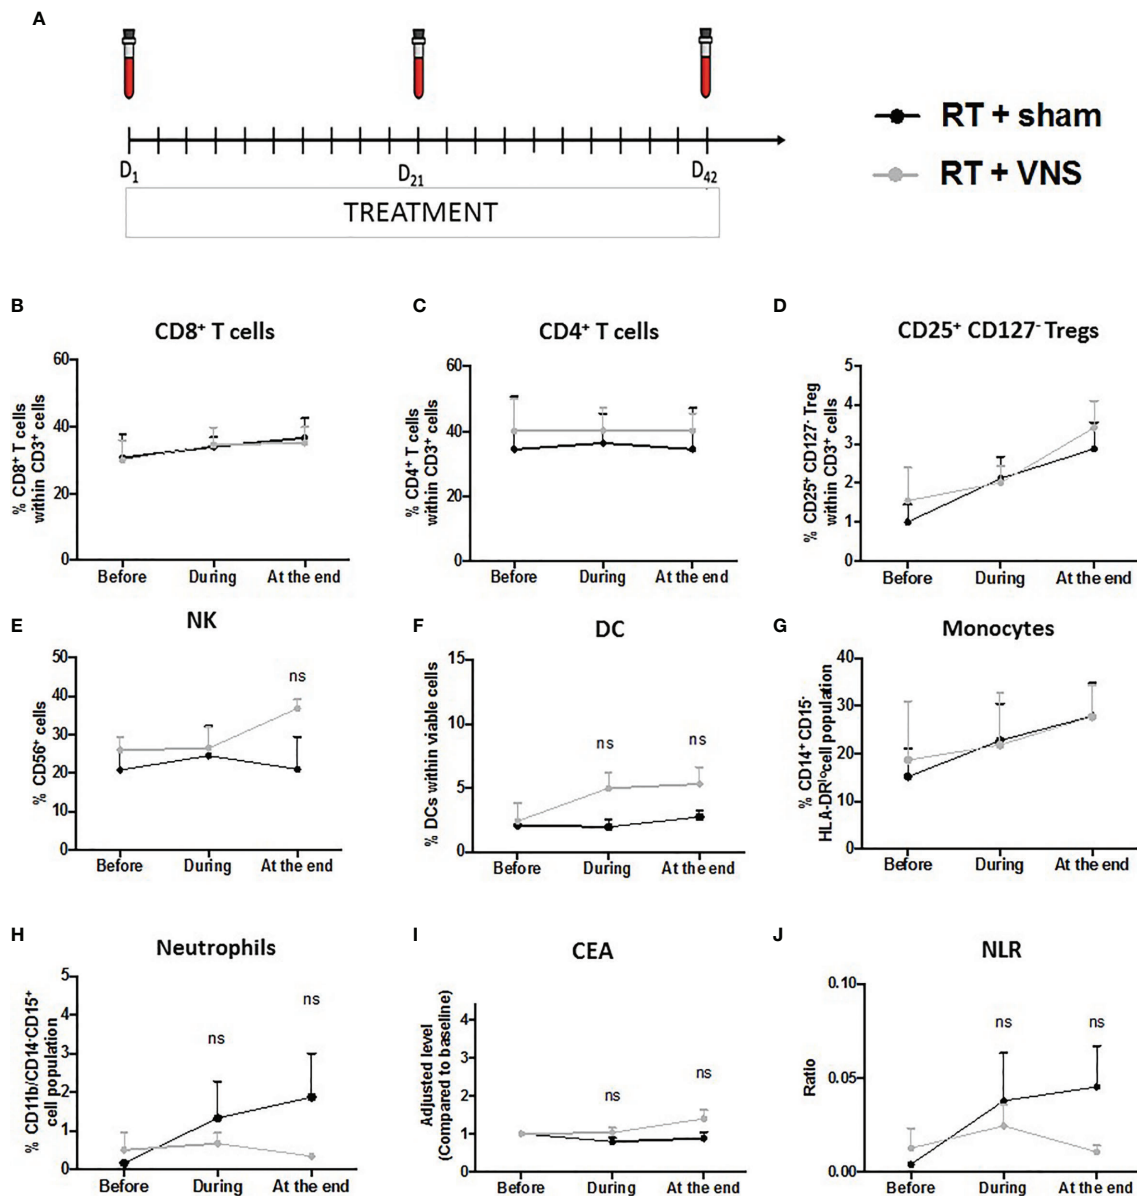 A
RT + sham
RT + VNS
D1
D21
D42
TREATMENT
B
CD8+ T cells
% CD8+ T cells
within CD3+ cells
60
40
20
0
Before
During
At the end
C
CD4+ T cells
% CD4+ T cells
within CD3+ cells
60
40
20
0
Before
During
At the end
D
CD25+ CD127- Tregs
% CD25+ CD127- Treg
within CD3+ cells
5
4
3
2
1
0
Before
During
At the end
E
NK
% CD56+ cells
50
40
30
20
10
0
ns
Before
During
At the end
F
DC
% DCs within viable cells
15
10
5
0
ns
ns
Before
During
At the end
G
Monocytes
% CD14+ CD15-
HLA-DRlo cell population
40
30
20
10
0
Before
During
At the end
H
Neutrophils
% CD11b/CD14-CD15+
cell population
5
4
3
2
1
0
ns
ns
Before
During
At the end
I
CEA
Adjusted level
(Compared to baseline)
4
3
2
1
0
ns
ns
Before
During
At the end
J
NLR
Ratio
0.10
0.05
0.00
ns
ns
Before
During
At the end